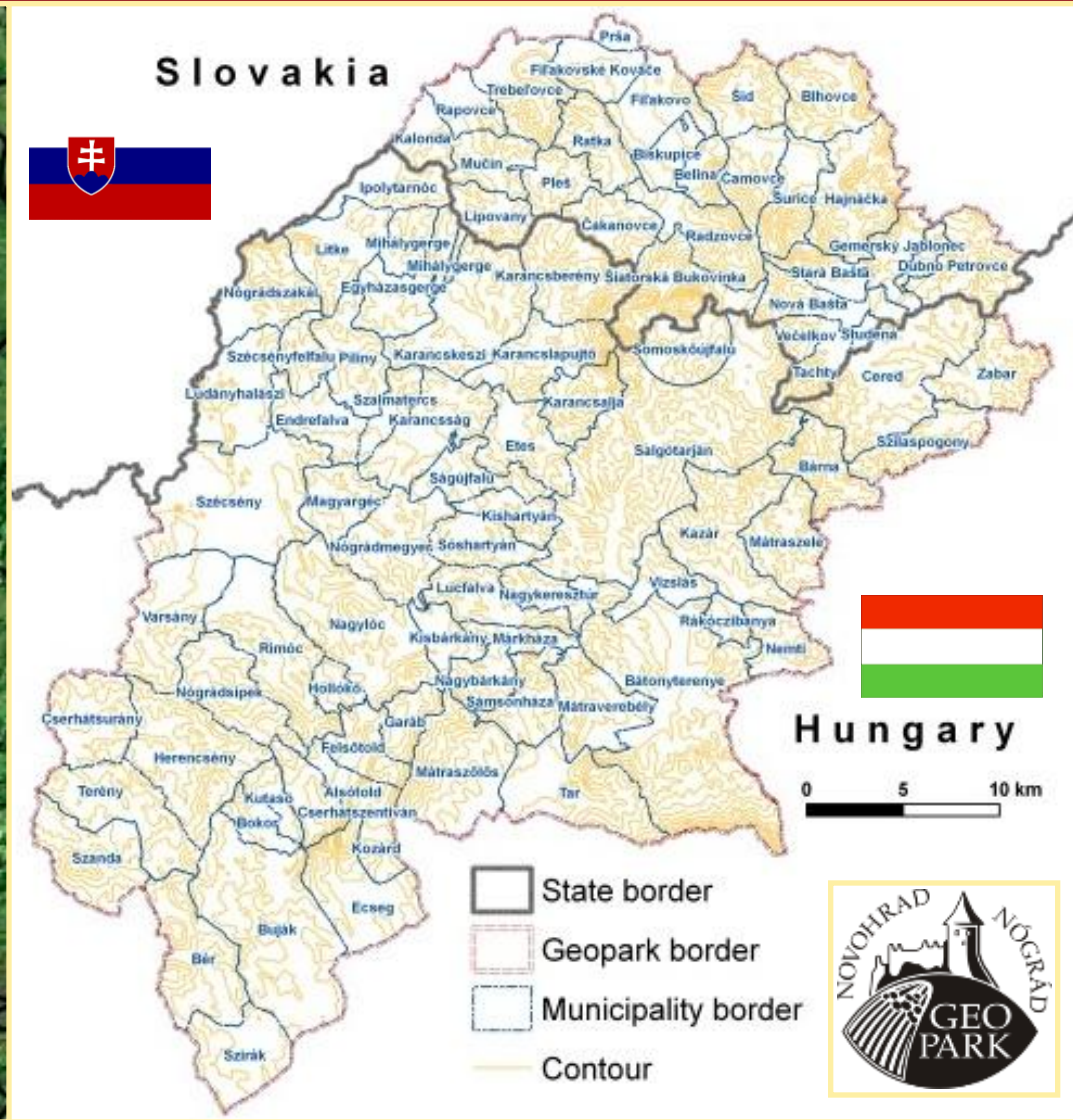 Slovakia
Prša
Fiľakovské Kováče
Trebeľovce
Fiľakovo
Šid
Blhovce
Rapovce
Kalonda
Ratka
Mučín
Biskupice
Pleš
Belina
Čamovce
Ipolytarnóc
Šurice
Hajnáčka
Lipovany
Čakanovce
Radzovce
Litke
Mihálygerge
Mihálygerge
Gemerský Jablonec
Dubno
Petrovce
Karancsberény
Šiatorská Bukovinka
Stará Bašta
Egyházasgerge
Nógrádszakál
Nová Bašta
Večelkov
Studená
Szécsényfelfalu
Piliny
Karancskeszi
Karancslapujtő
Somoskőújfalu
Tachty
Cered
Zabar
Ludányhalászi
Szalmatercs
Karancsalja
Endrefalva
Karancsság
Etes
Salgótarján
Szilaspogony
Bárna
Ságújfalu
Szécsény
Magyargéc
Kishartyán
Kazár
Nógrádmegyer
Sóshartyán
Mátraszele
Vizslás
Lucfalva
Nagykeresztúr
Varsány
Nagylóc
Rákóczibánya
Kisbárkány
Márkháza
Rimóc
Nemti
Nagybárkány
Bátonyterenye
Nógrádsipek
Hollókő
Sámsonháza
Mátraverebély
Cserhátsurány
Garáb
Hungary
Felsőtold
Herencsény
Mátraszőlős
Terény
Alsótold
Tar
Kutasó
Cserhátszentiván
Bokor
Kozárd
Szanda
Ecseg
Buják
Bér
Szirák
0 5 10 km
State border
Geopark border
Municipality border
Contour
NOVOHRAD
NÓGRÁD
GEO
PARK